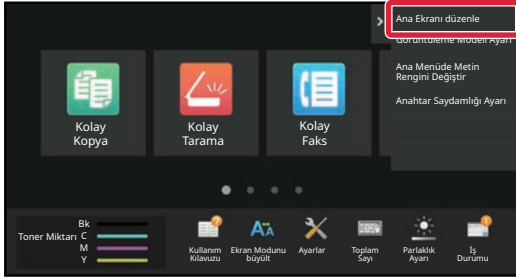 Ana Ekranı düzenle
Görüntüleme Modeli Ayarı
Ana Menüde Metin
Rengini Değiştir
Anahtar Saydamlığı Ayarı
Kolay
Kopya
Kolay
Tarama
Kolay
Faks
Toner Miktarı
Bk
C
M
Y
Kullanım
Kılavuzu
Ekran Modunu
büyült
Ayarlar
Toplam
Sayı
Parlaklık
Ayarı
İş
Durumu